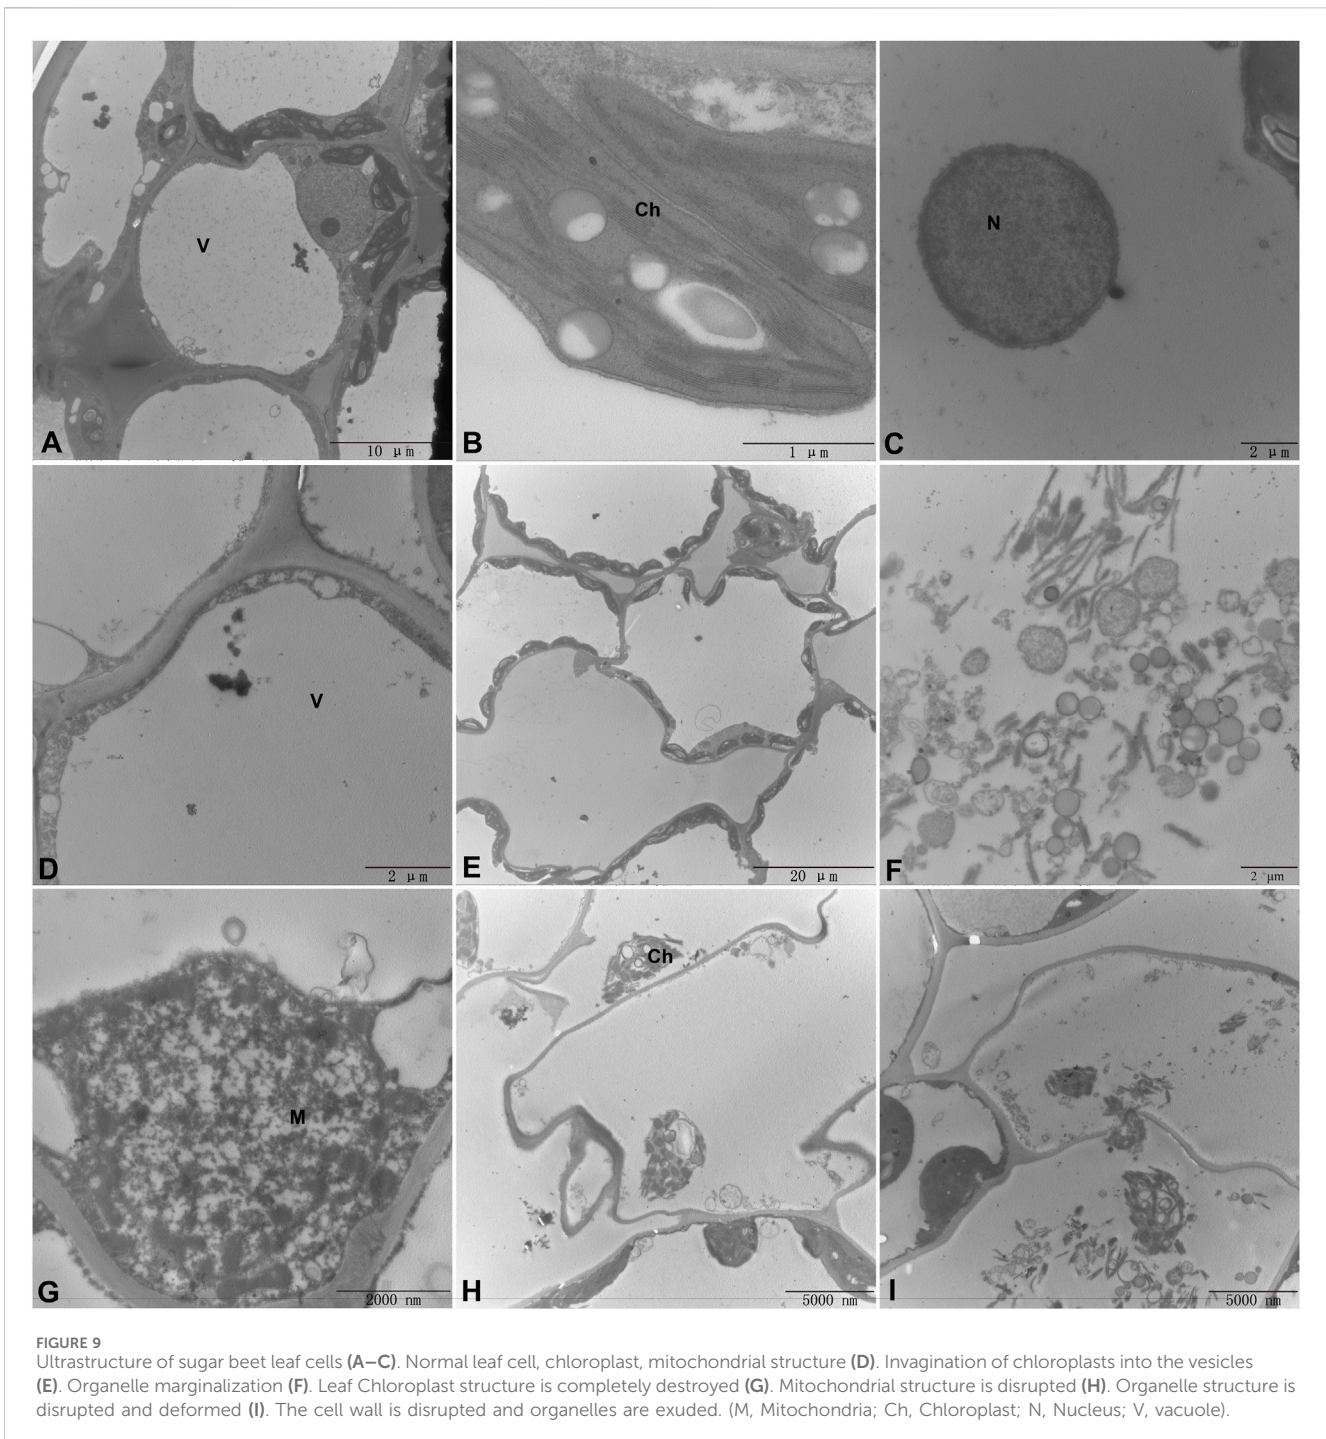 V
A
10 μm
Ch
B
1 μm
N
C
2 μm
V
D
2 μm
E
20 μm
F
2 μm
M
G
2000 nm
Ch
H
5000 nm
I
5000 nm
FIGURE 9
Ultrastructure of sugar beet leaf cells (A–C). Normal leaf cell, chloroplast, mitochondrial structure (D). Invagination of chloroplasts into the vesicles
(E). Organelle marginalization (F). Leaf Chloroplast structure is completely destroyed (G). Mitochondrial structure is disrupted (H). Organelle structure is
disrupted and deformed (I). The cell wall is disrupted and organelles are exuded. (M, Mitochondria; Ch, Chloroplast; N, Nucleus; V, vacuole).